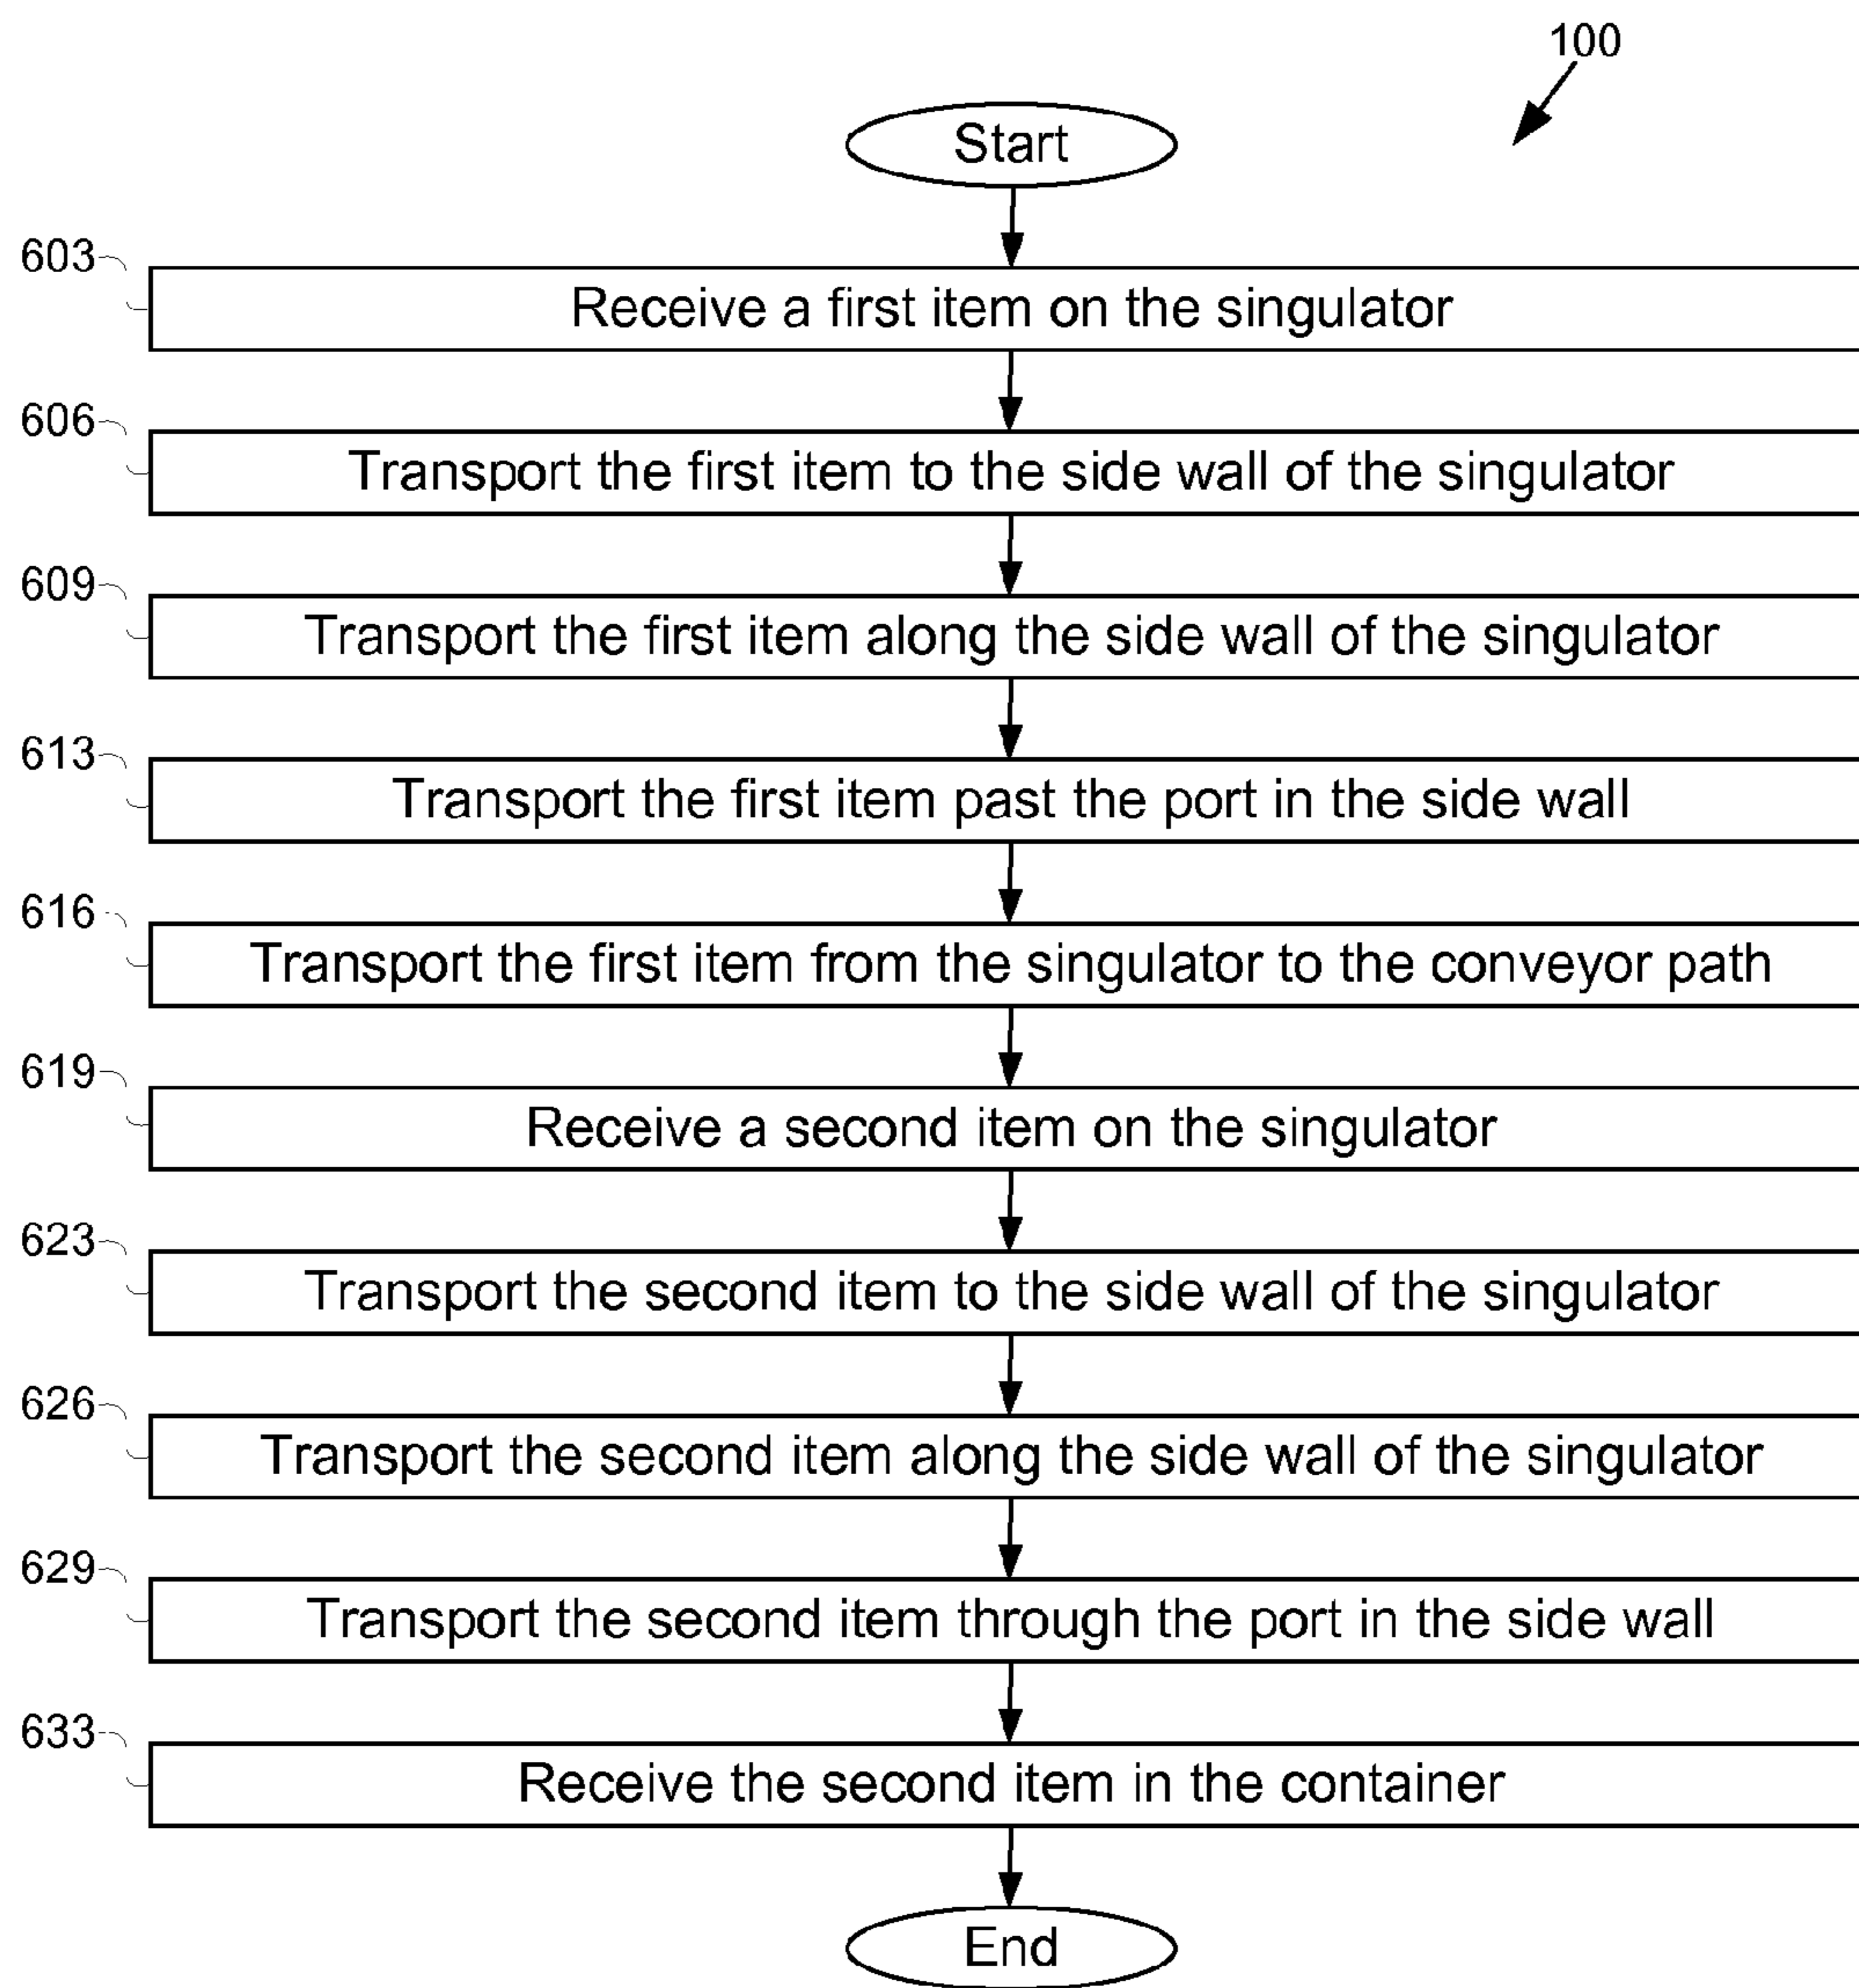 100
Start
603
Receive a first item on the singulator
606
Transport the first item to the side wall of the singulator
609
Transport the first item along the side wall of the singulator
613
Transport the first item past the port in the side wall
616
Transport the first item from the singulator to the conveyor path
619
Receive a second item on the singulator
623
Transport the second item to the side wall of the singulator
626
Transport the second item along the side wall of the singulator
629
Transport the second item through the port in the side wall
633
Receive the second item in the container
End